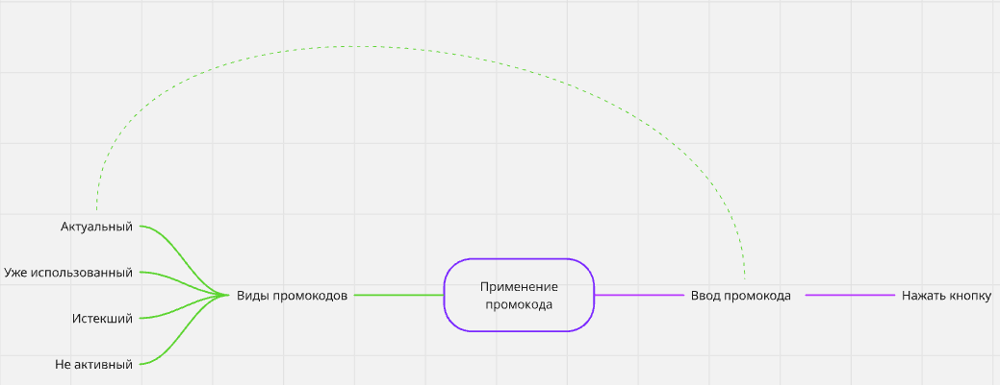 Актуальный
Уже использованный
Истекший
Не активный
Виды промокодов
Применение
промокода
Ввод промокода
Нажать кнопку